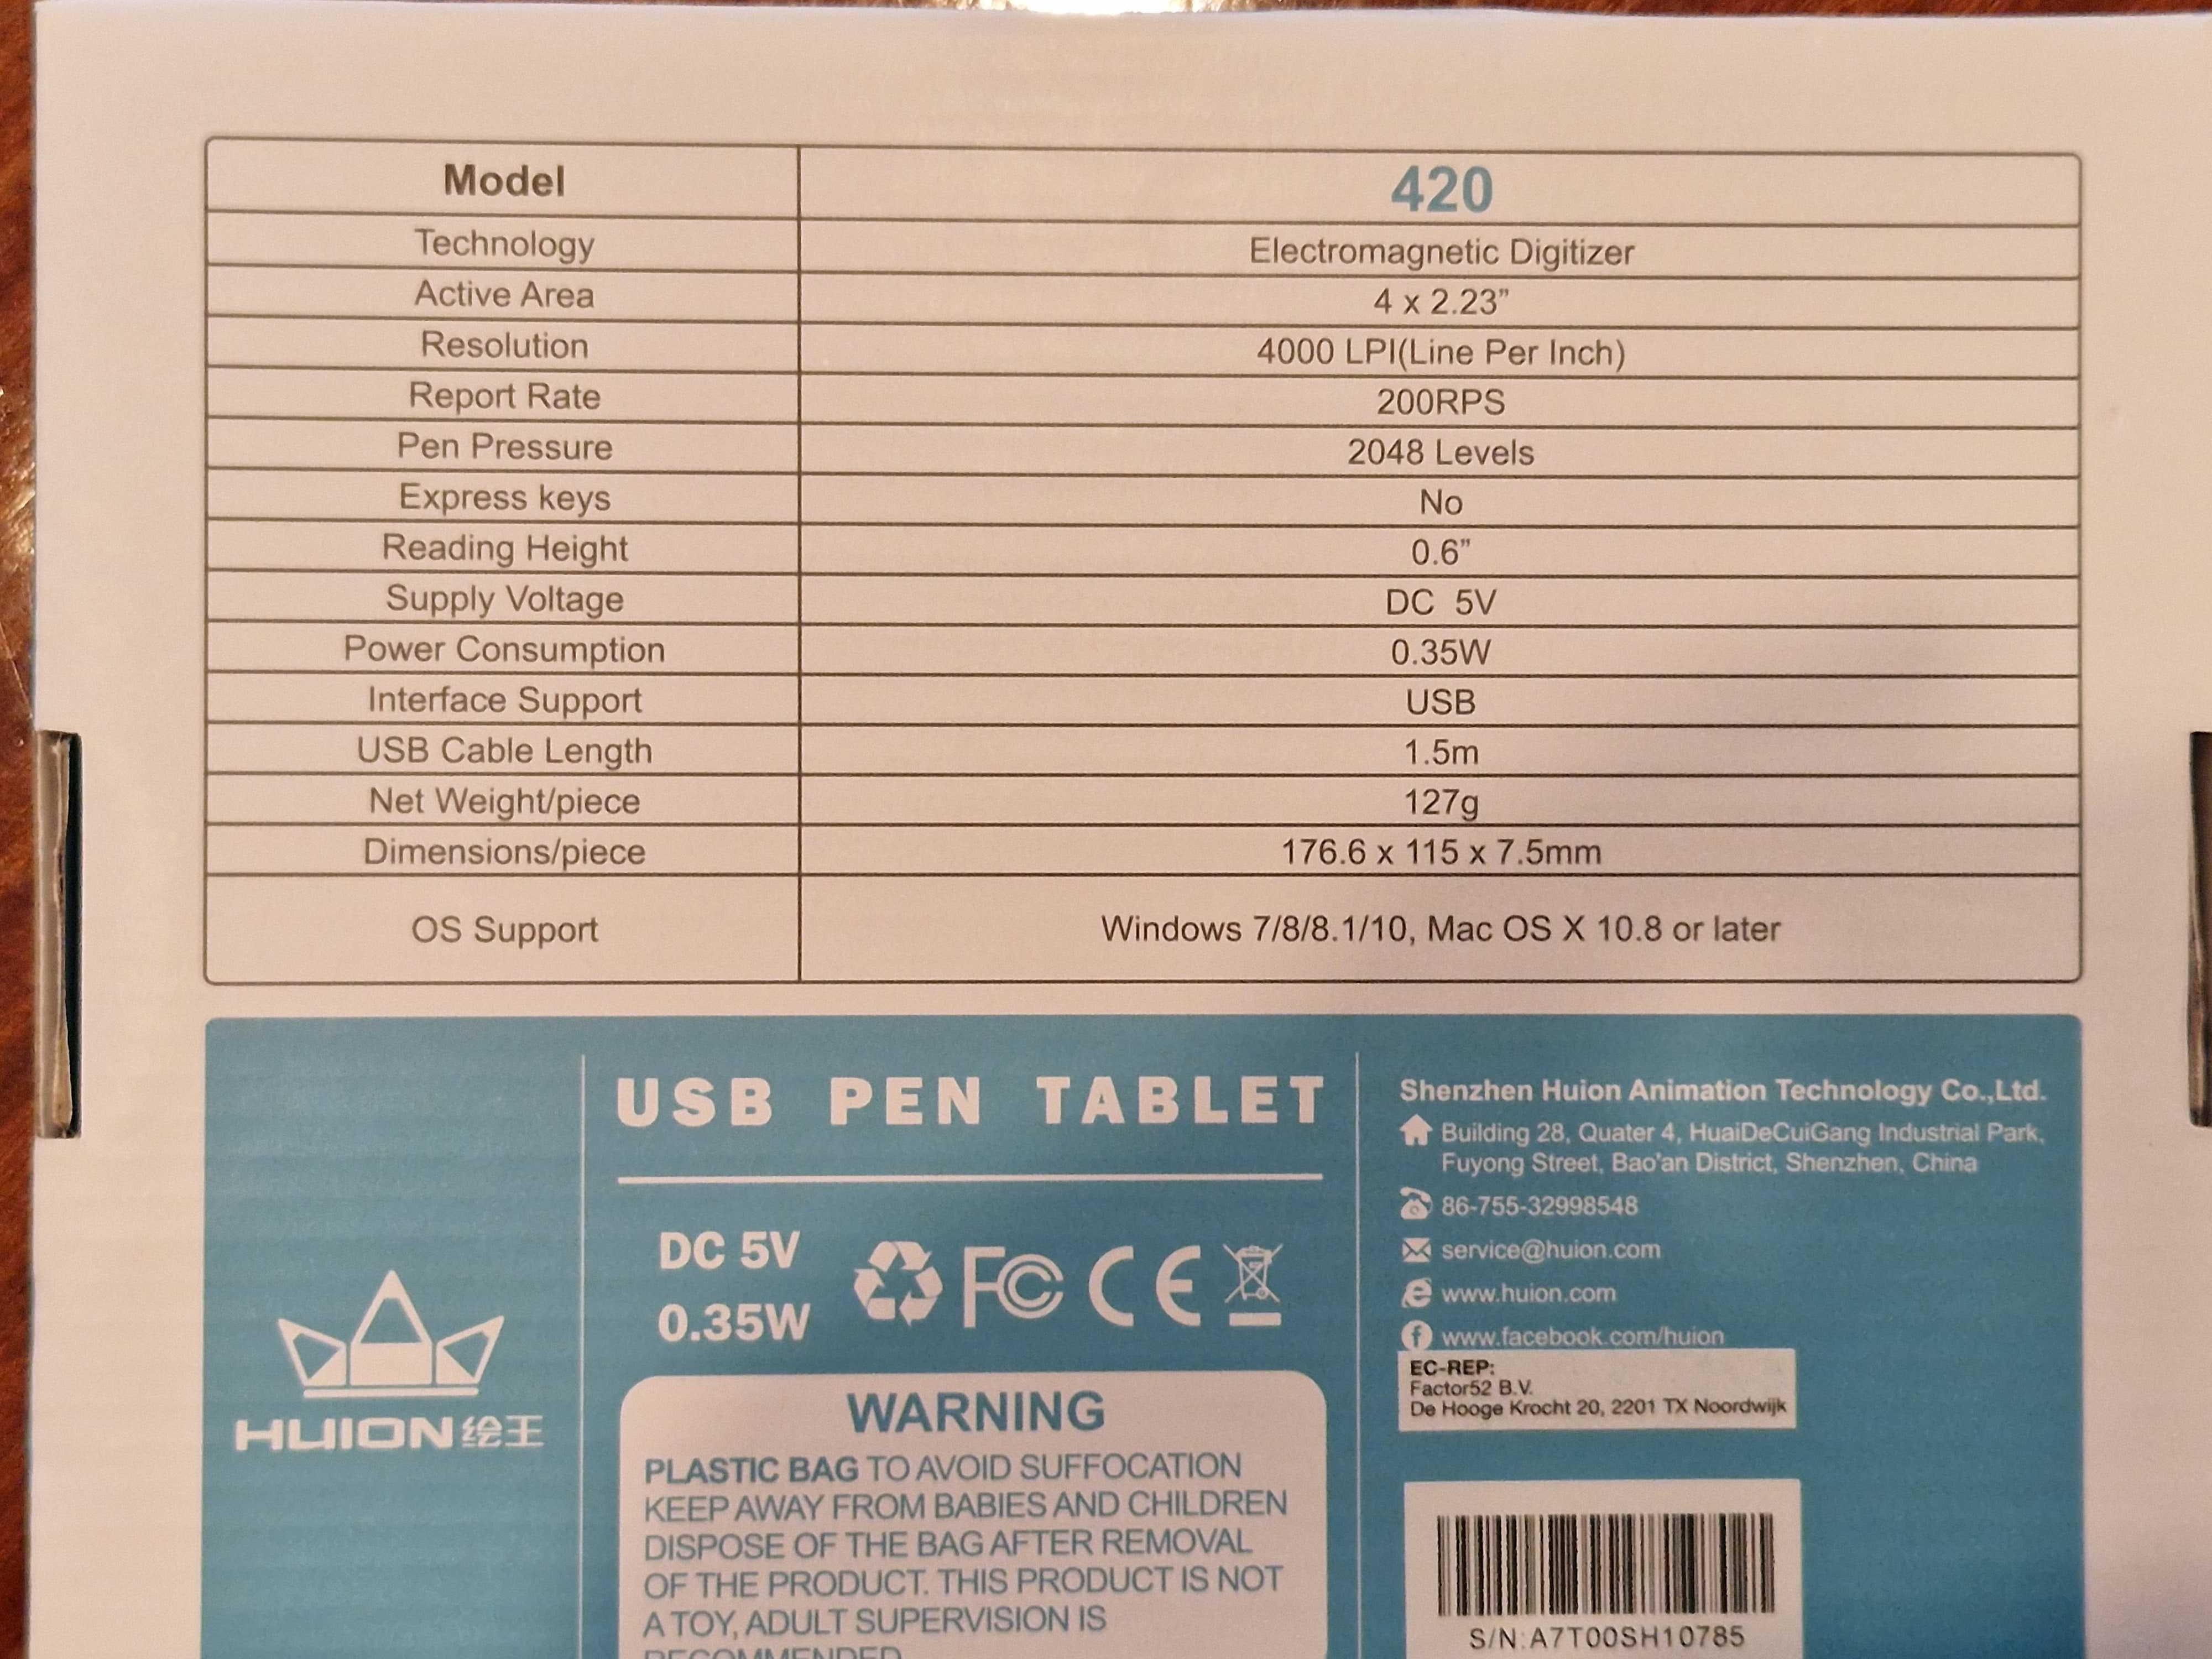 Model 420
Technology Electromagnetic Digitizer
Active Area 4 x 2.23”
Resolution 4000 LPI(Line Per Inch)
Report Rate 200RPS
Pen Pressure 2048 Levels
Express keys No
Reading Height 0.6”
Supply Voltage DC 5V
Power Consumption 0.35W
Interface Support USB
USB Cable Length 1.5m
Net Weight/piece 127g
Dimensions/piece 176.6 x 115 x 7.5mm
OS Support Windows 7/8/8.1/10, Mac OS X 10.8 or later
HUION绘王
USB PEN TABLET
DC 5V
0.35W
FC CE
WARNING
PLASTIC BAG TO AVOID SUFFOCATION
KEEP AWAY FROM BABIES AND CHILDREN
DISPOSE OF THE BAG AFTER REMOVAL
OF THE PRODUCT. THIS PRODUCT IS NOT
A TOY, ADULT SUPERVISION IS
RECOMMENDED
Shenzhen Huion Animation Technology Co.,Ltd.
Building 28, Quater 4, HuaiDeCuiGang Industrial Park,
Fuyong Street, Bao'an District, Shenzhen, China
86-755-32998548
service@huion.com
www.huion.com
www.facebook.com/huion
EC-REP:
Factor52 B.V.
De Hooge Krocht 20, 2201 TX Noordwijk
S/N:A7T00SH10785